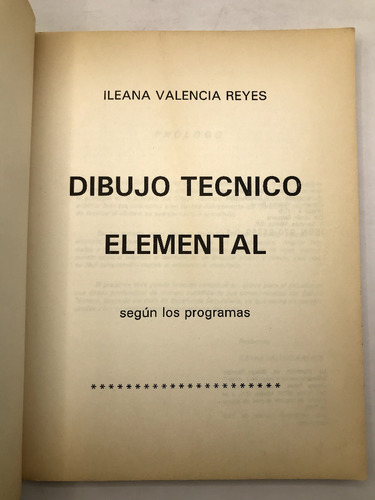 ILEANA VALENCIA REYES
DIBUJO TECNICO
ELEMENTAL
según los programas
**********************